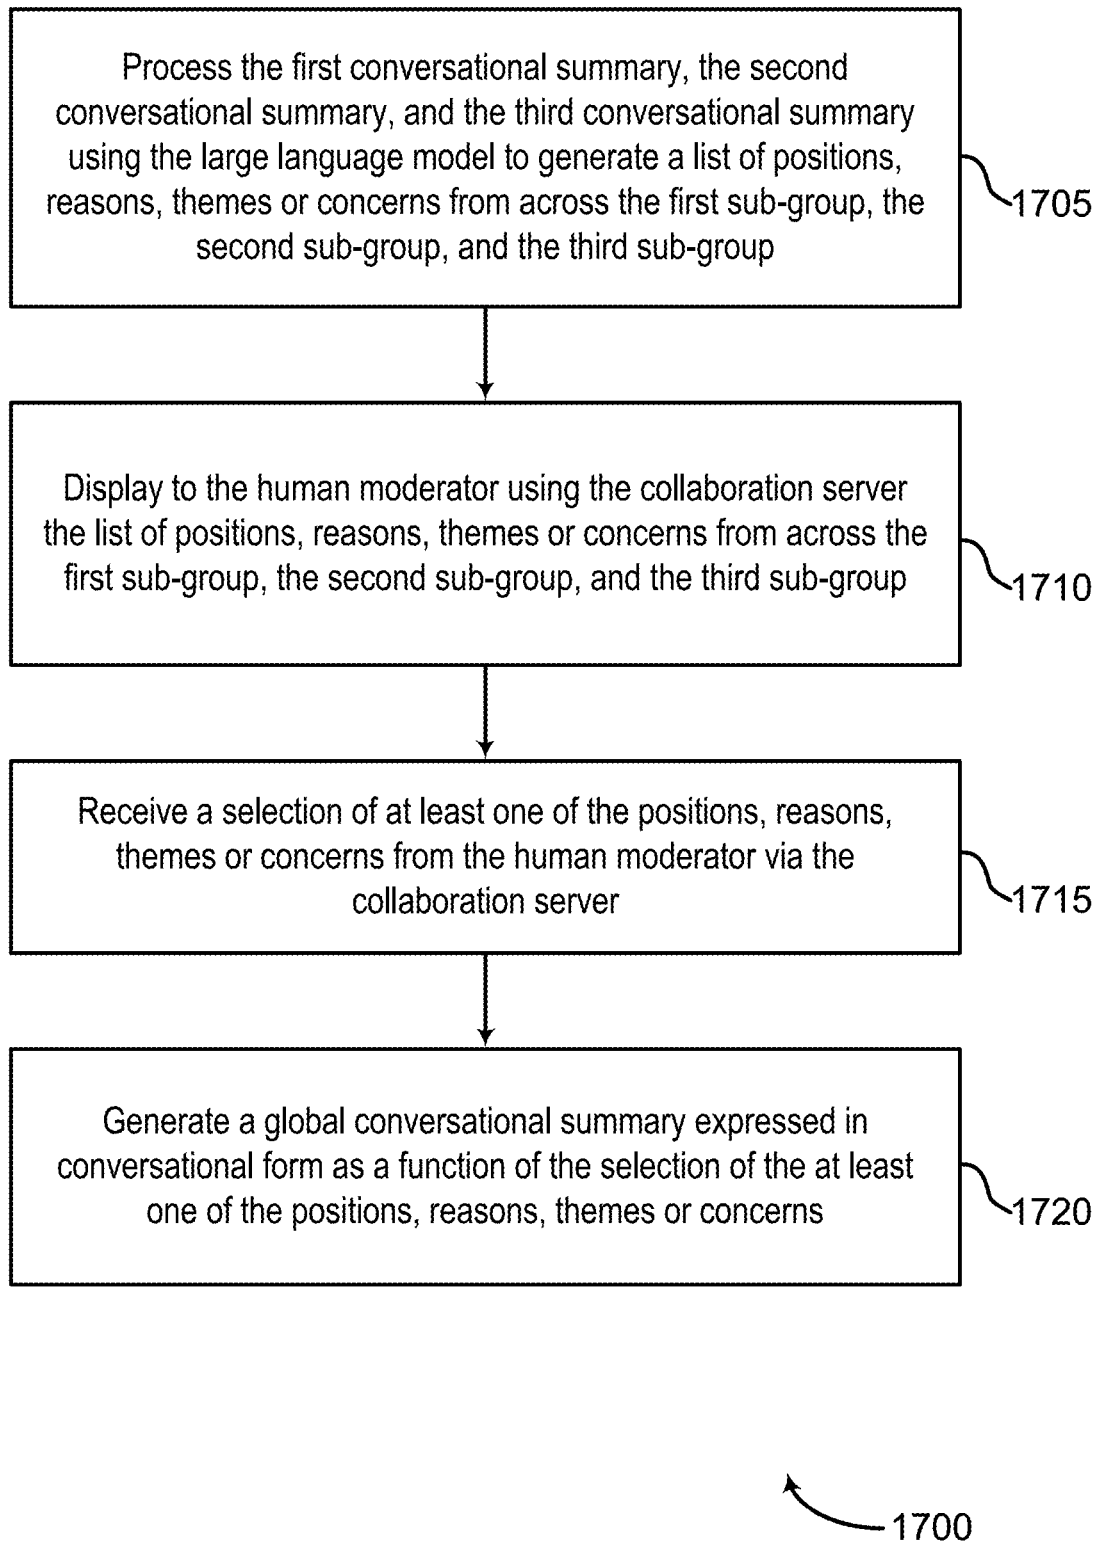 Process the first conversational summary, the second
conversational summary, and the third conversational summary
using the large language model to generate a list of positions,
reasons, themes or concerns from across the first sub-group, the
second sub-group, and the third sub-group
1705
Display to the human moderator using the collaboration server
the list of positions, reasons, themes or concerns from across the
first sub-group, the second sub-group, and the third sub-group
1710
Receive a selection of at least one of the positions, reasons,
themes or concerns from the human moderator via the
collaboration server
1715
Generate a global conversational summary expressed in
conversational form as a function of the selection of the at least
one of the positions, reasons, themes or concerns
1720
1700